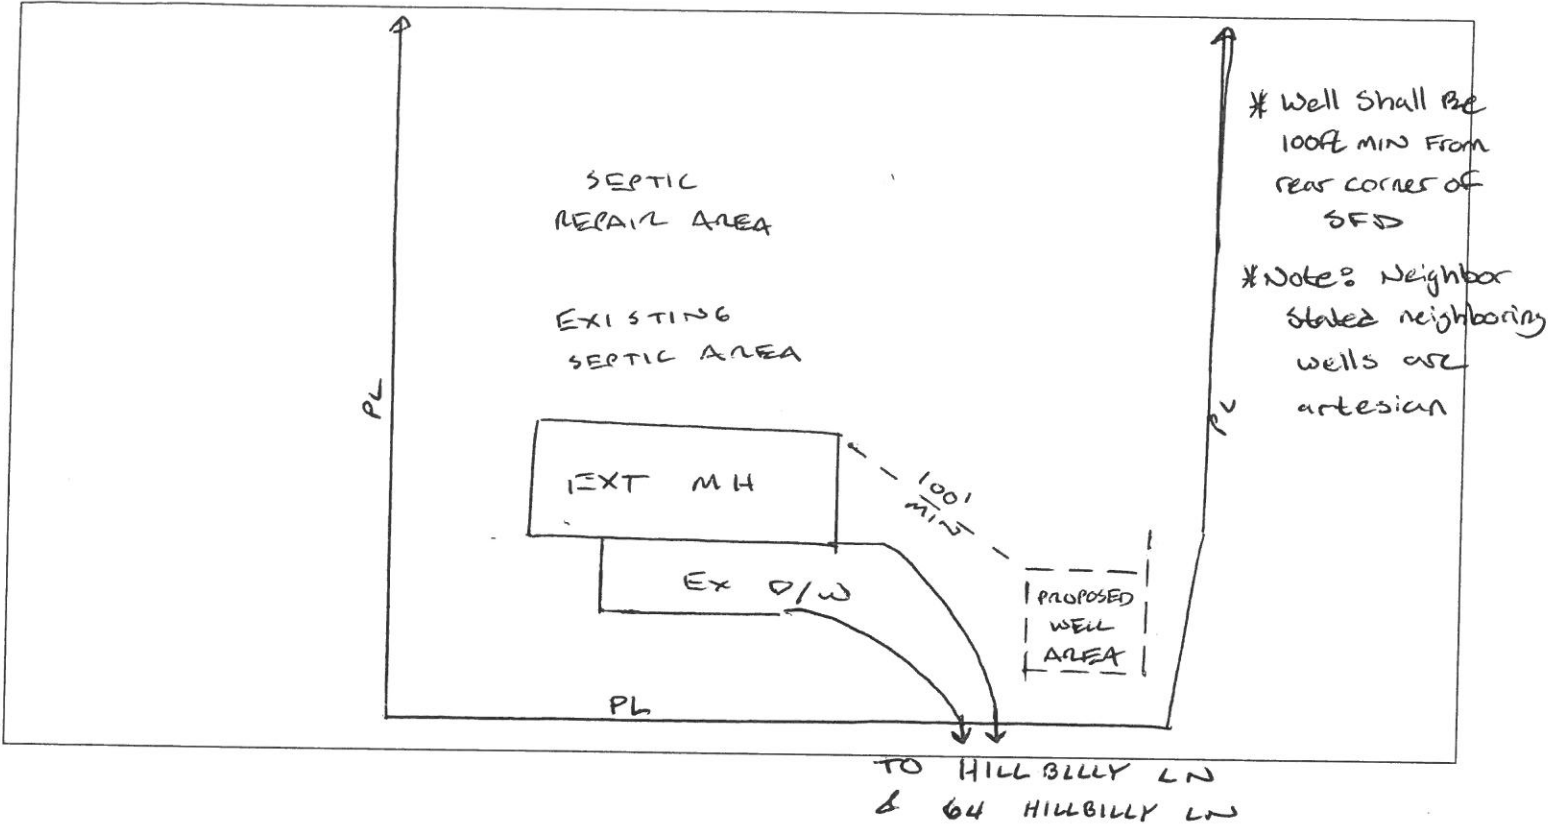 * Well Shall Be
100ft MIN From
rear corner of
SFD
*Note: Neighbor
stated neighboring
wells are
artesian
SEPTIC
REPAIR AREA
EXISTING
SEPTIC AREA
PL
PL
EXT MH
100'
MIN
EX D/W
PROPOSED
WELL
AREA
PL
TO HILLBILLY LN
& 64 HILLBILLY LN